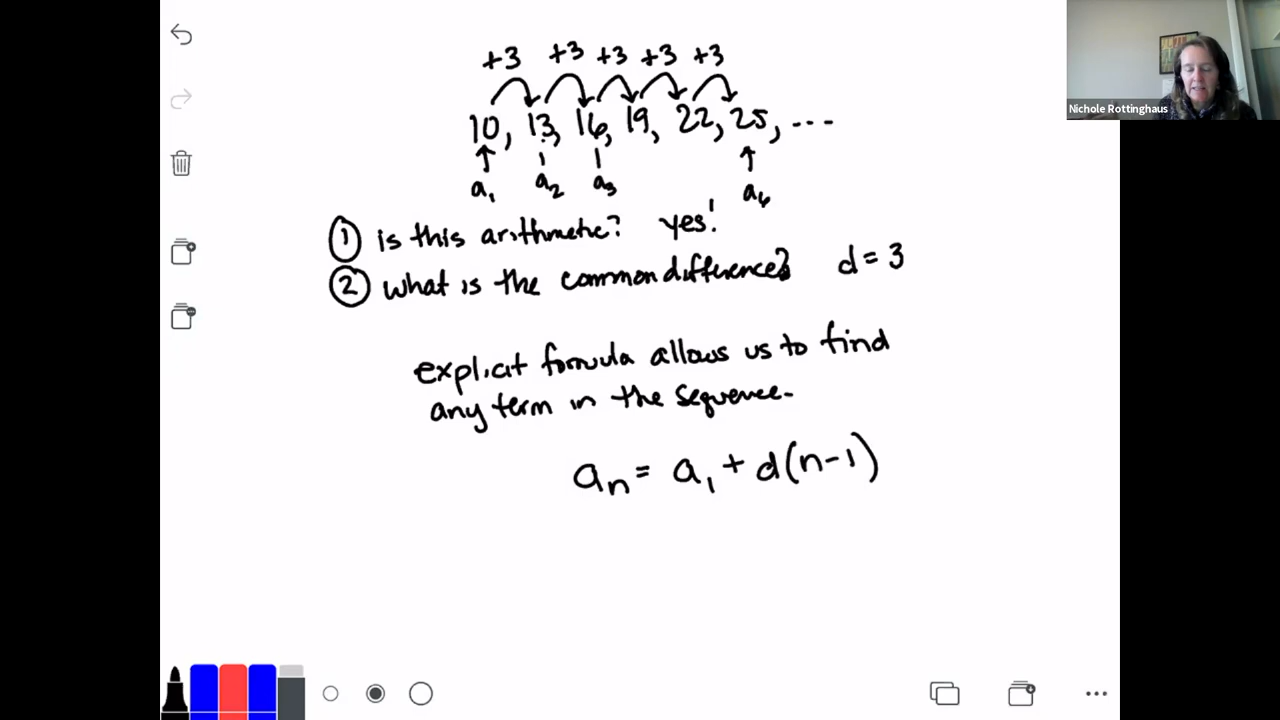 +3 +3 +3 +3 +3
10, 13, 16, 19, 22, 25, ...
a₁ a₂ a₃ a₆
① is this arithmetic? yes!
② what is the common difference? d = 3
explicit formula allows us to find
any term in the sequence.
aₙ = a₁ + d(n-1)
Nichole Rottinghaus